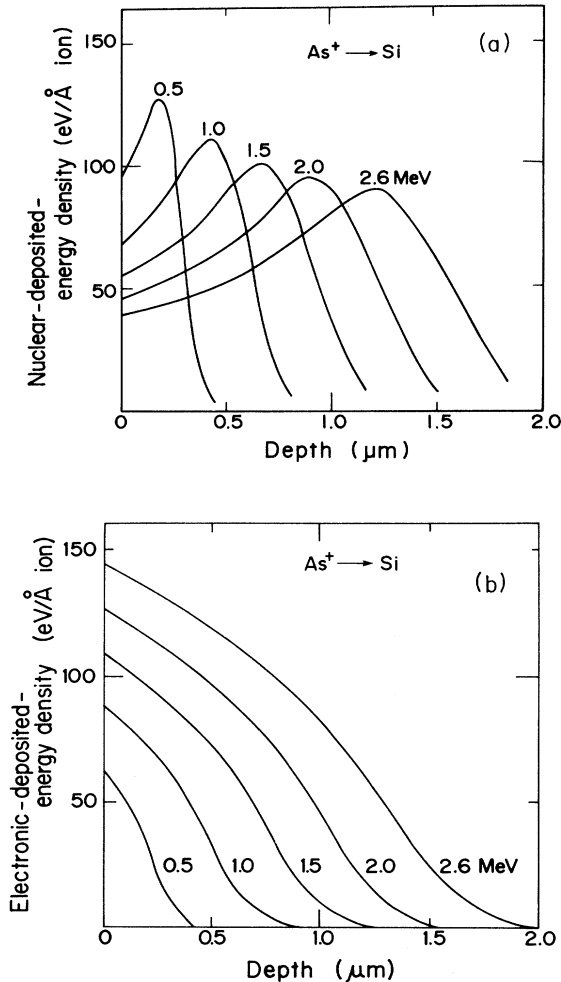 (a)
As+ → Si
150
100
50
0.5
1.0
1.5
2.0
2.6 MeV
Nuclear-deposited-
energy density (eV/Å ion)
0 0.5 1.0 1.5 2.0
Depth (μm)
(b)
As+ → Si
150
100
50
0.5 1.0 1.5 2.0 2.6 MeV
Electronic-deposited-
energy density (eV/Å ion)
0 0.5 1.0 1.5 2.0
Depth (μm)